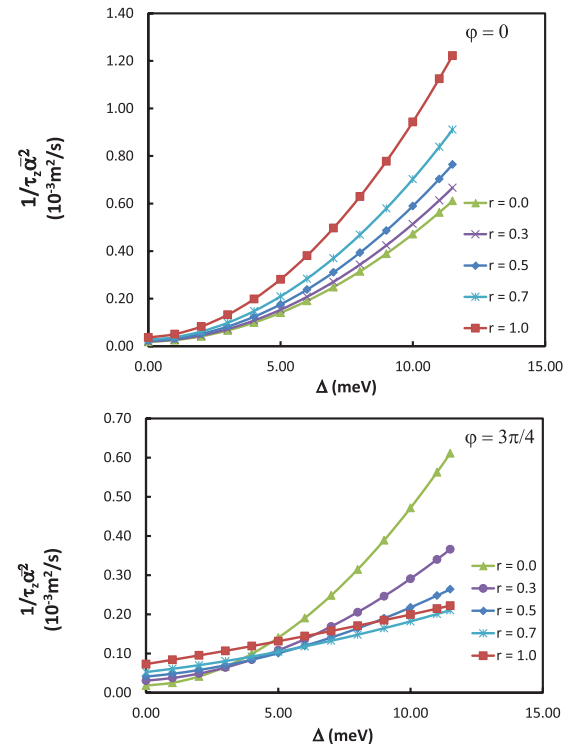 φ = 0
1/τzᾱ²
(10⁻³m²/s)
1.40
1.20
1.00
0.80
0.60
0.40
0.20
0.00
r = 0.0
r = 0.3
r = 0.5
r = 0.7
r = 1.0
0.00 5.00 10.00 15.00
Δ (meV)
φ = 3π/4
1/τzᾱ²
(10⁻³m²/s)
0.70
0.60
0.50
0.40
0.30
0.20
0.10
0.00
r = 0.0
r = 0.3
r = 0.5
r = 0.7
r = 1.0
0.00 5.00 10.00 15.00
Δ (meV)